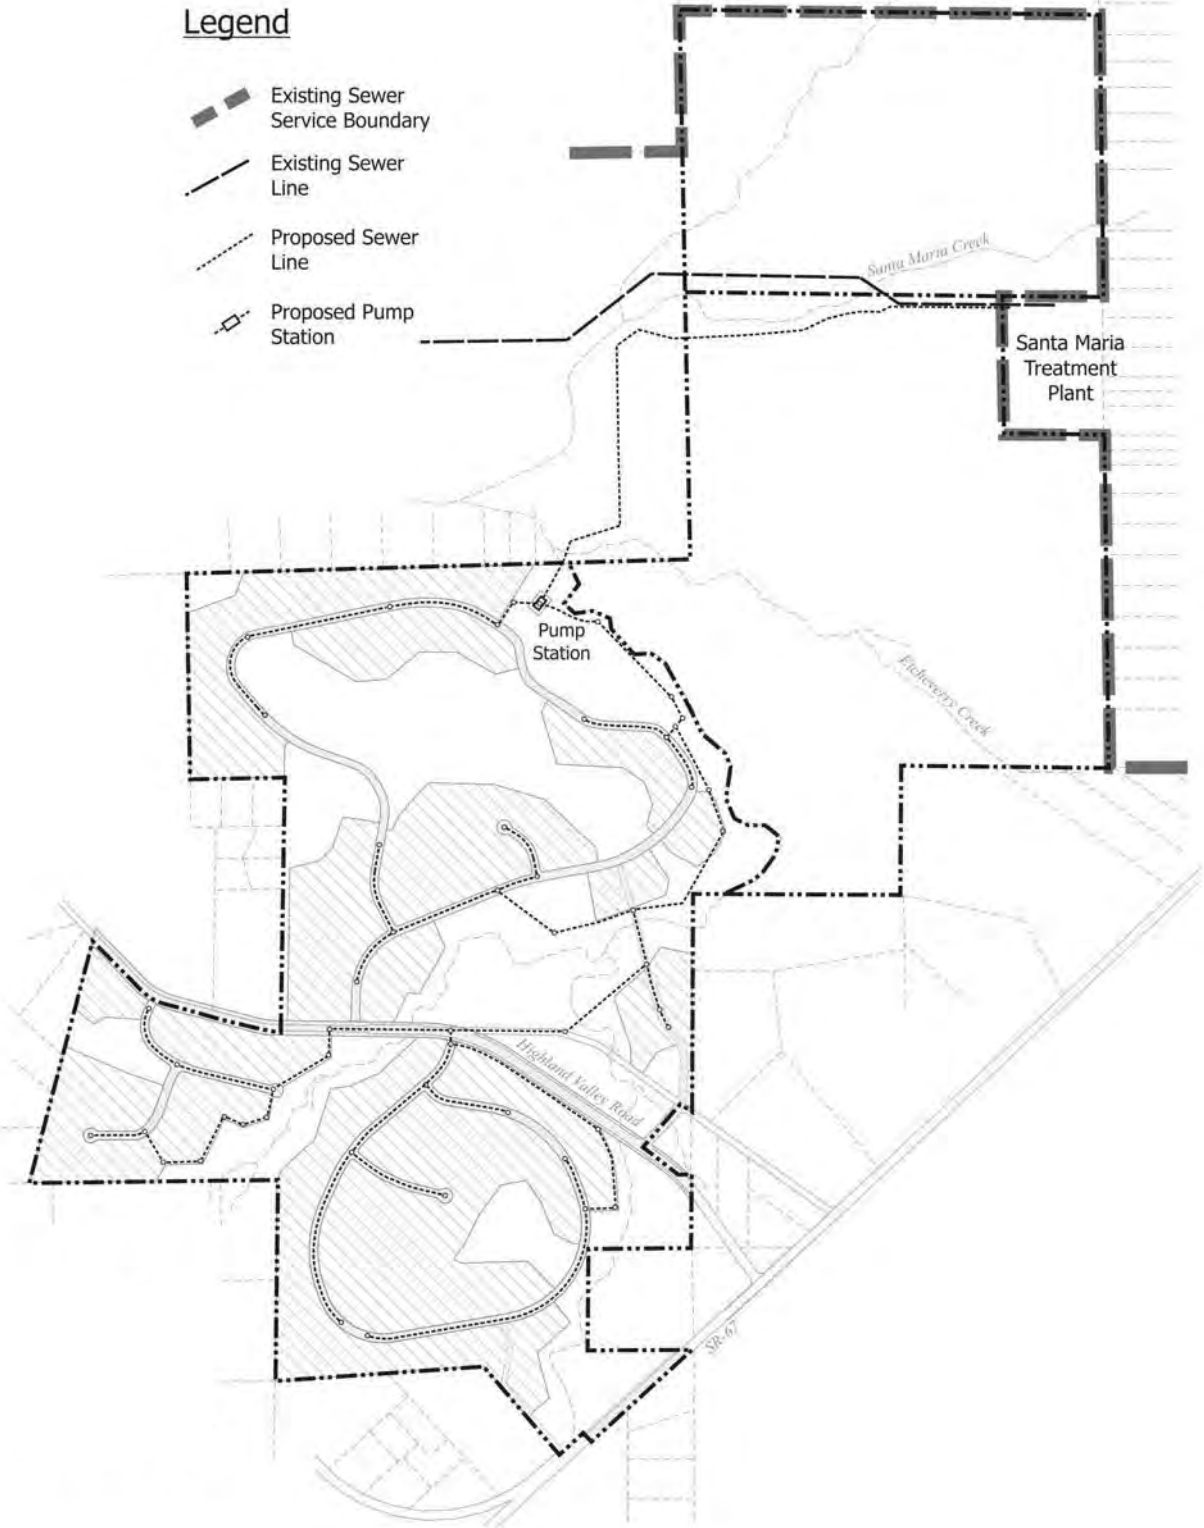 Legend
Existing Sewer
Service Boundary
Existing Sewer
Line
Proposed Sewer
Line
Proposed Pump
Station
Santa Maria Creek
Santa Maria
Treatment
Plant
Pump
Station
Etcheverry Creek
Highland Valley Road
SR-67